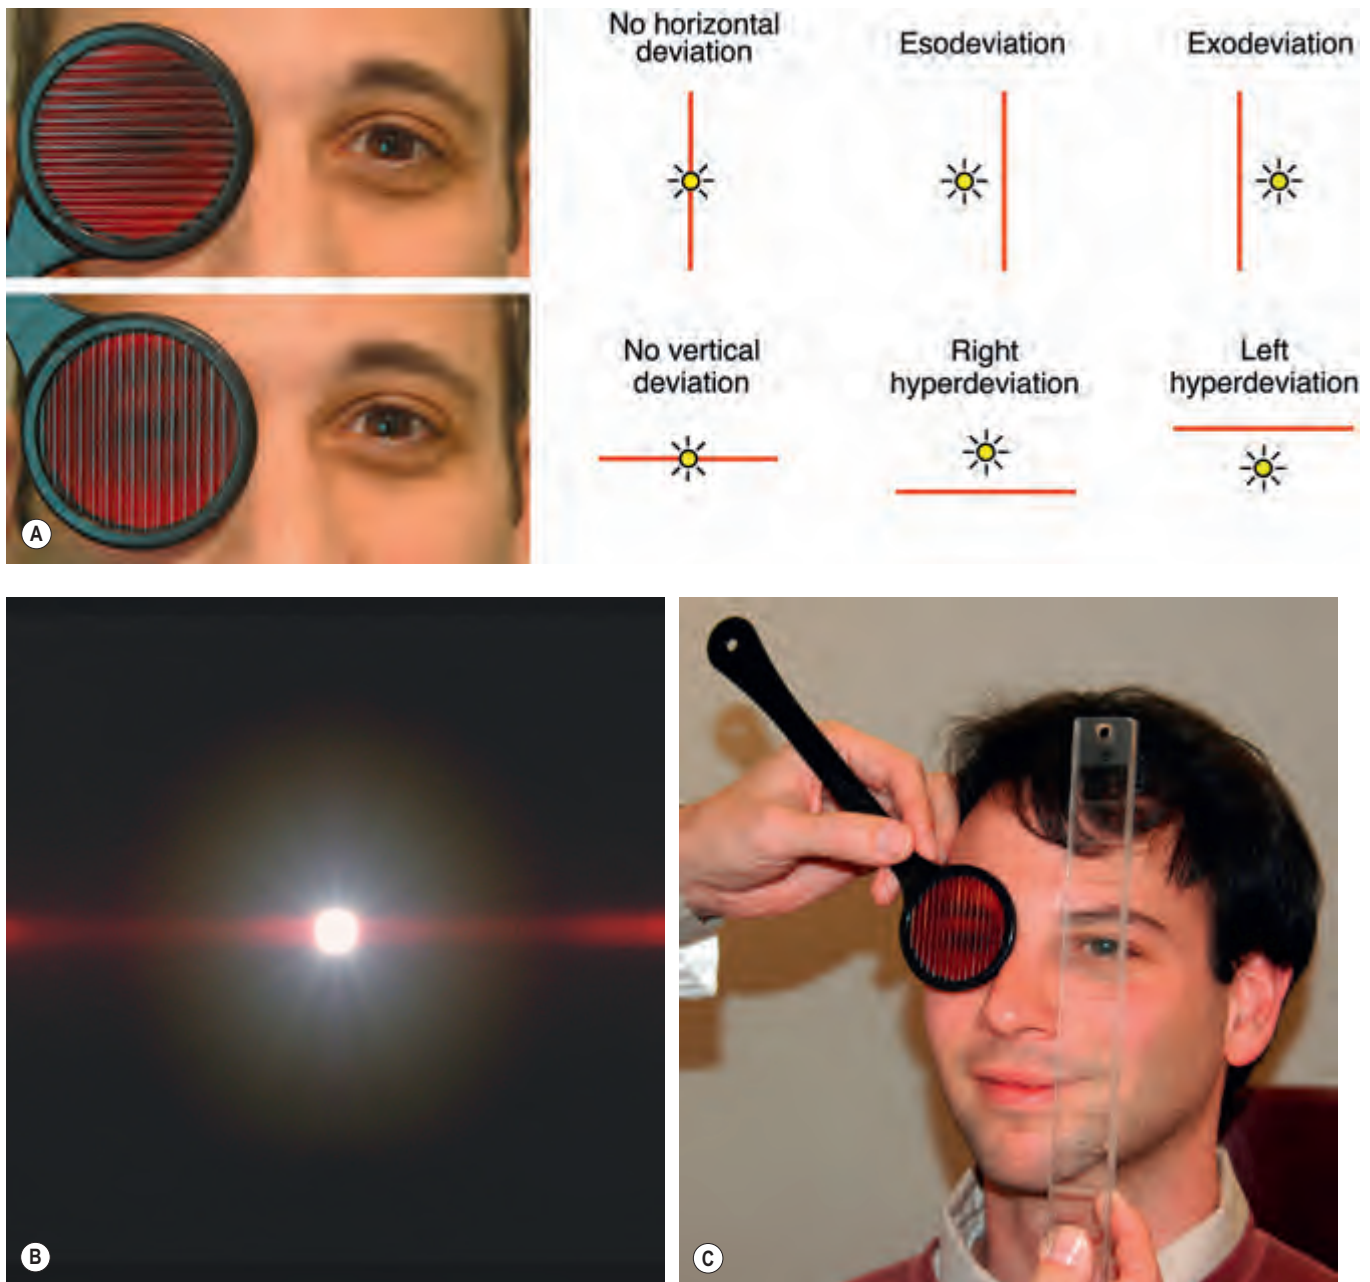 No horizontal
deviation
Esodeviation
Exodeviation
No vertical
deviation
Right
hyperdeviation
Left
hyperdeviation
A
B
C